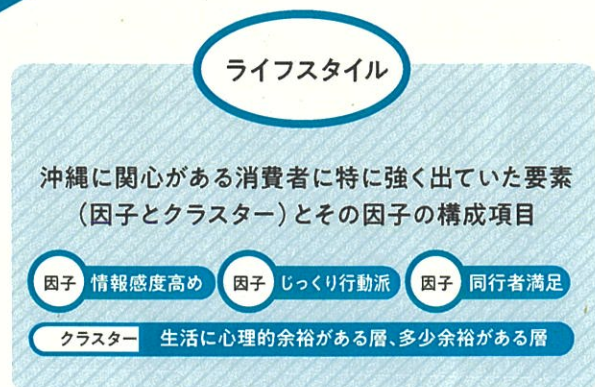 ライフスタイル
沖縄に関心がある消費者に特に強く出ていた要素
（因子とクラスター）とその因子の構成項目
因子 情報感度高め 因子 じっくり行動派 因子 同行者満足
クラスター 生活に心理的余裕がある層、多少余裕がある層